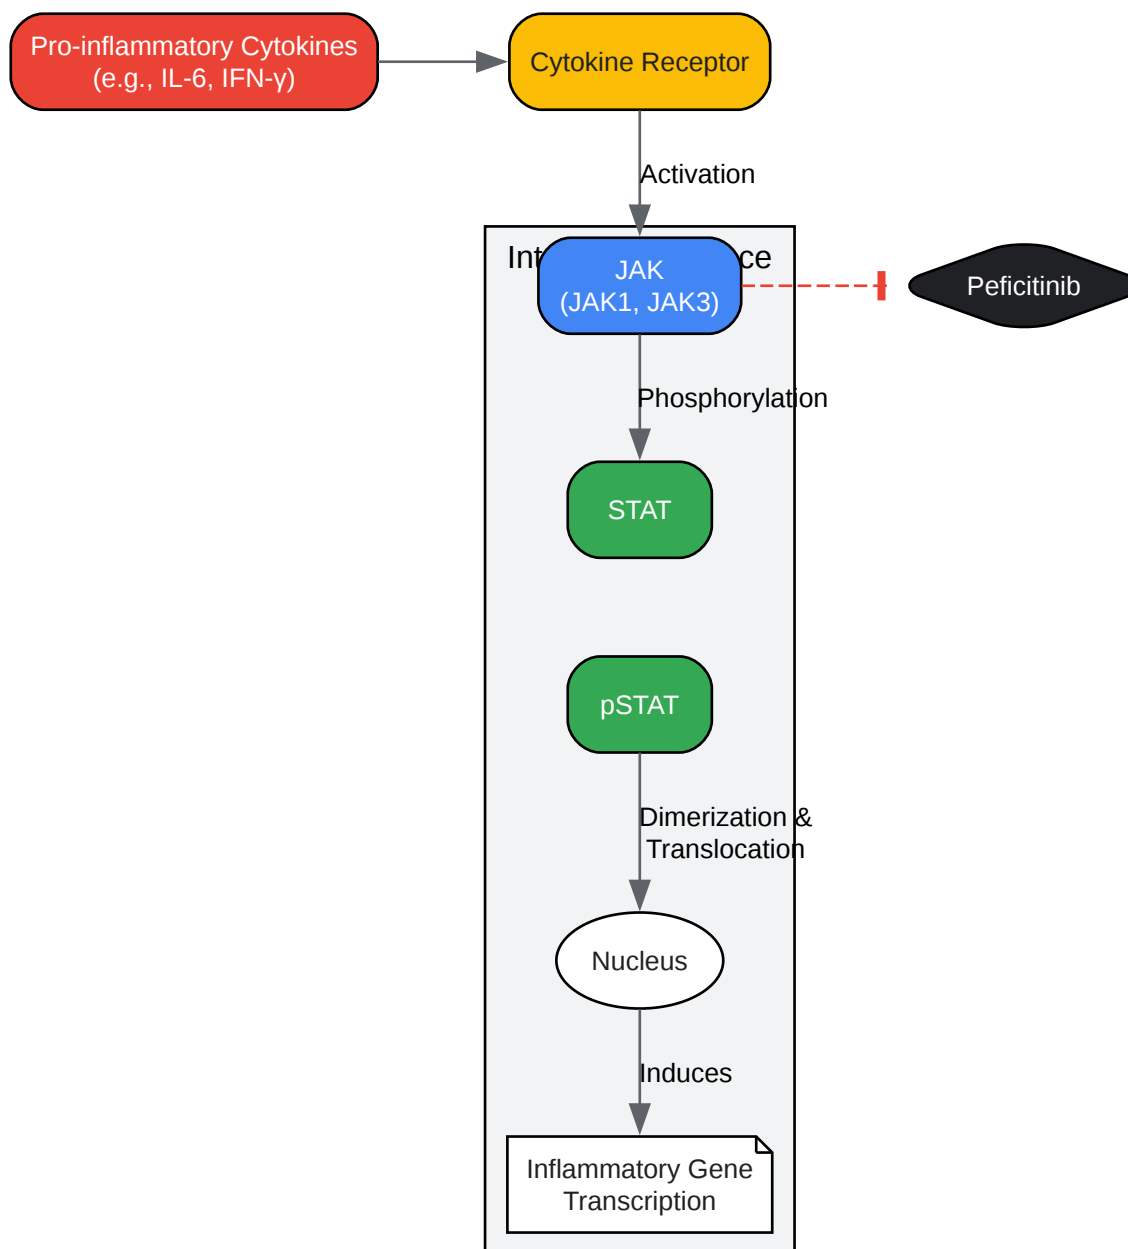 Pro-inflammatory Cytokines
(e.g., IL-6, IFN-γ)
Cytokine Receptor
Activation
JAK
(JAK1, JAK3)
Peficitinib
Phosphorylation
STAT
pSTAT
Dimerization &
Translocation
Nucleus
Induces
Inflammatory Gene
Transcription